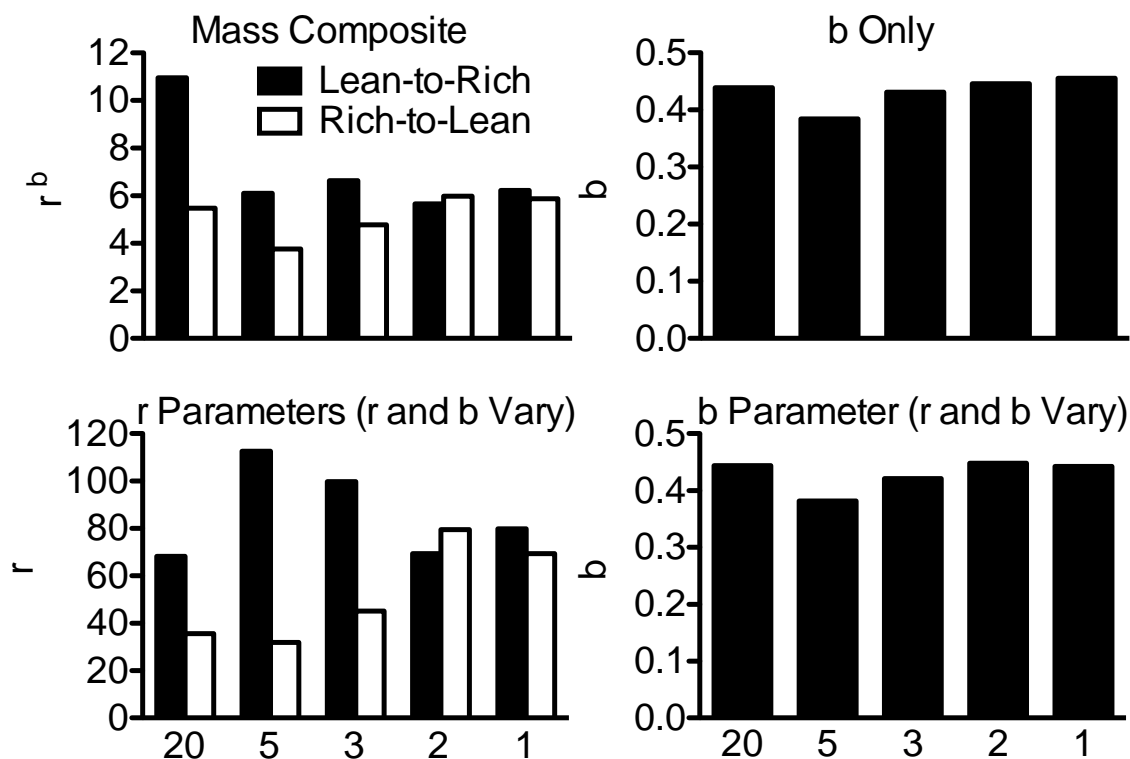 Mass Composite
Lean-to-Rich
Rich-to-Lean
12
10
8
6
4
2
0
r b
b Only
0.5
0.4
0.3
0.2
0.1
0.0
b
r Parameters (r and b Vary)
120
100
80
60
40
20
0
r
20 5 3 2 1
b Parameter (r and b Vary)
0.5
0.4
0.3
0.2
0.1
0.0
b
20 5 3 2 1